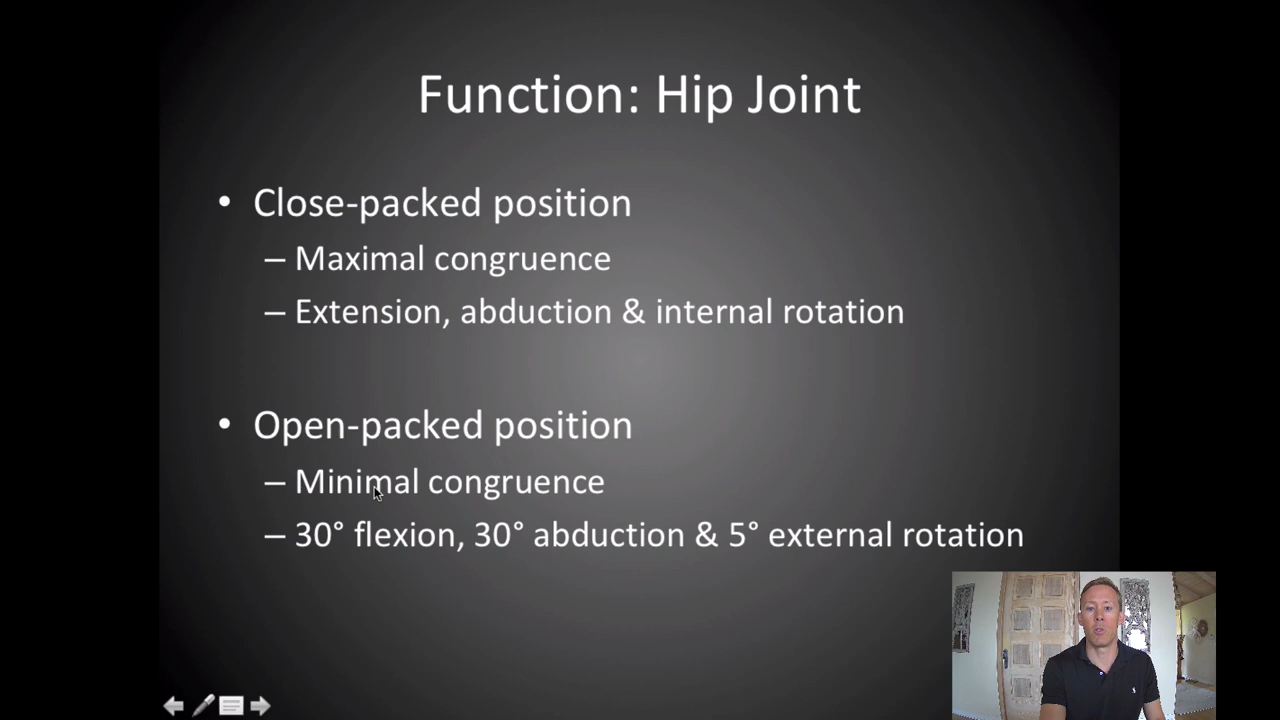 Function: Hip Joint
• Close-packed position
– Maximal congruence
– Extension, abduction & internal rotation
• Open-packed position
– Minimal congruence
– 30° flexion, 30° abduction & 5° external rotation